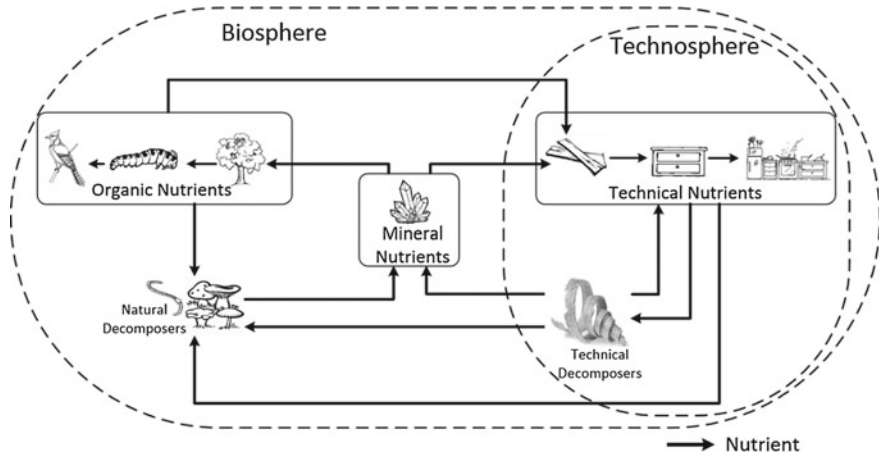 Biosphere
Technosphere
Organic Nutrients
Technical Nutrients
Mineral
Nutrients
Natural
Decomposers
Technical
Decomposers
Nutrient